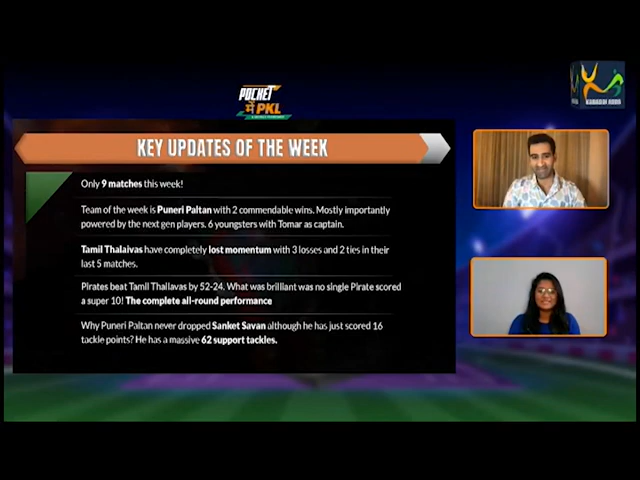 POCKET
में PKL
KABADDI ADDA
KEY UPDATES OF THE WEEK
Only 9 matches this week!
Team of the week is Puneri Paltan with 2 commendable wins. Mostly importantly
powered by the next gen players. 6 youngsters with Tomar as captain.
Tamil Thalaivas have completely lost momentum with 3 losses and 2 ties in their
last 5 matches.
Pirates beat Tamil Thaliavas by 52-24. What was brilliant was no single Pirate scored
a super 10! The complete all-round performance
Why Puneri Paltan never dropped Sanket Savan although he has just scored 16
tackle points? He has a massive 62 support tackles.